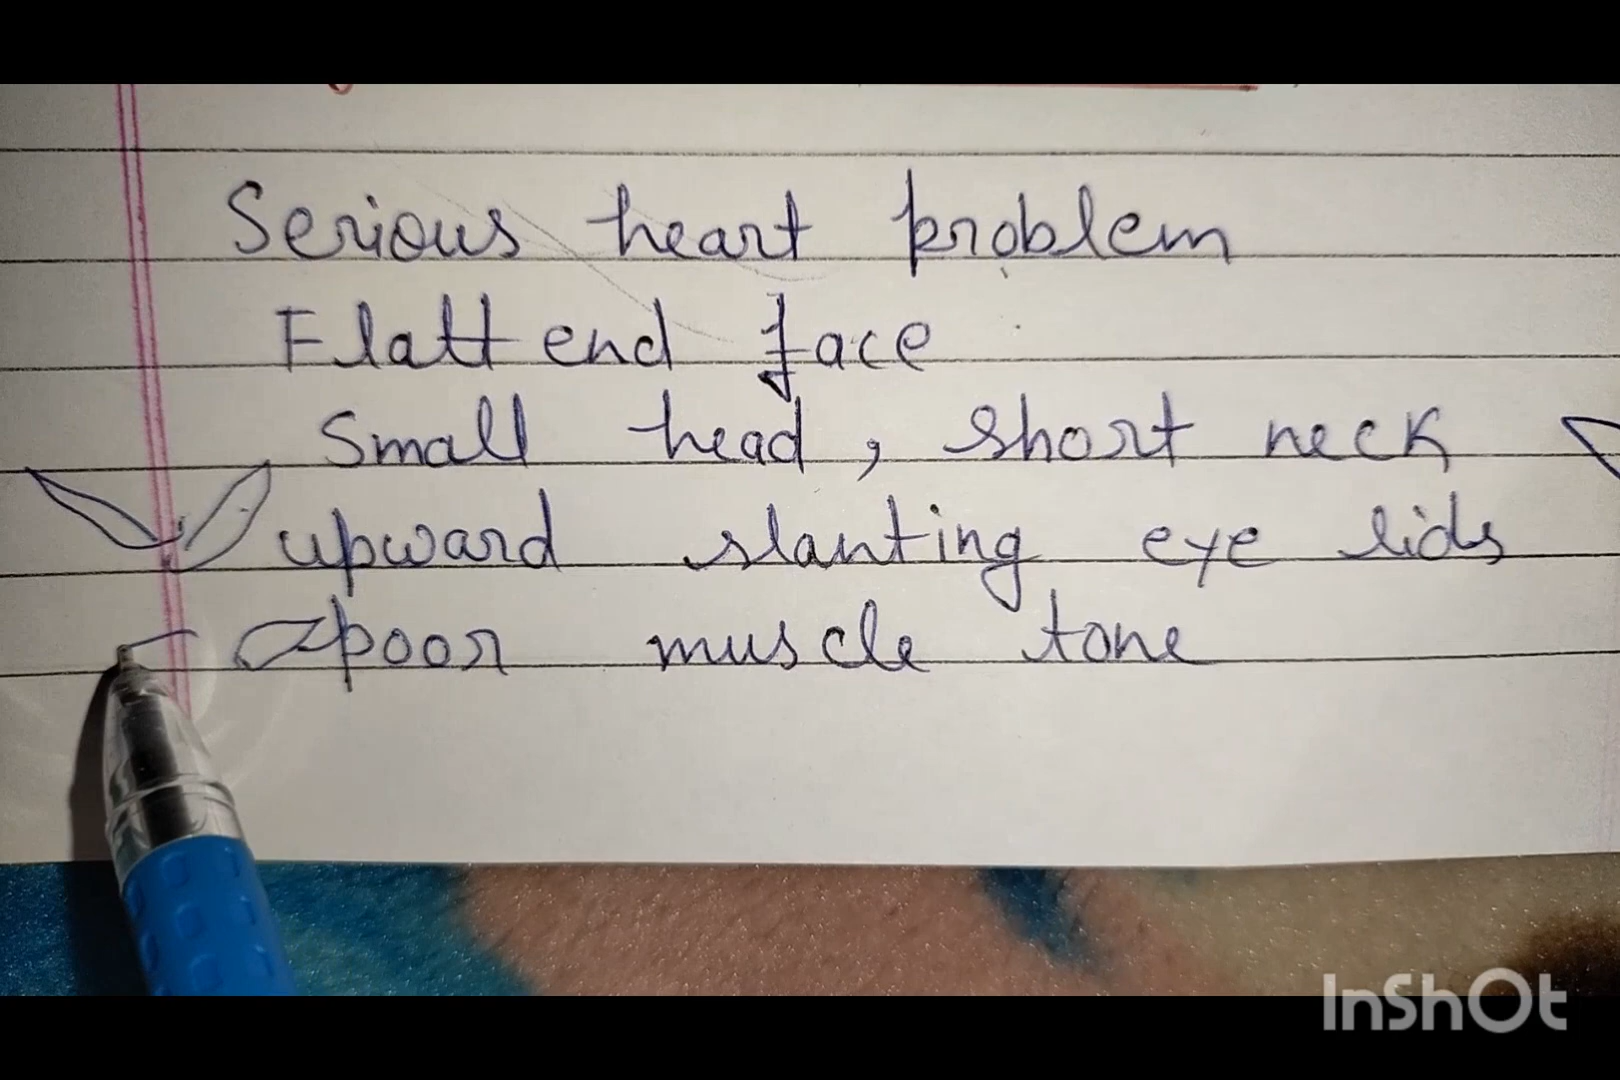 Serious heart problem
Flattend face
Small head, short neck
upward slanting eye lids
poor muscle tone
InShOt